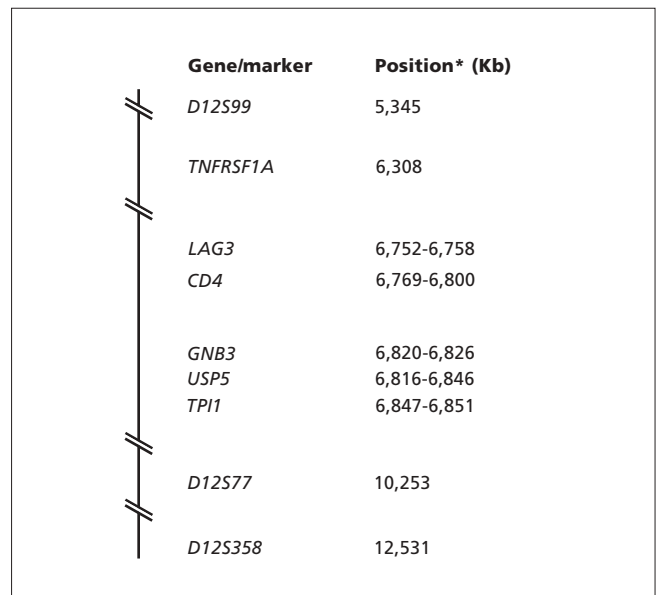 Gene/marker Position* (Kb)
D12S99 5,345
TNFRSF1A 6,308
LAG3 6,752-6,758
CD4 6,769-6,800
GNB3 6,820-6,826
USP5 6,816-6,846
TPI1 6,847-6,851
D12S77 10,253
D12S358 12,531